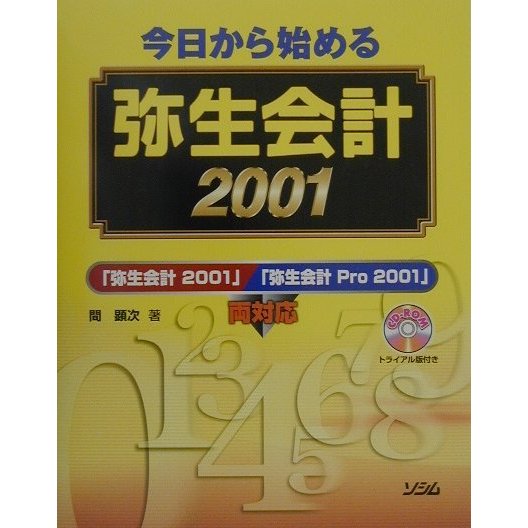 今日から始める
弥生会計
2001
「弥生会計 2001」 「弥生会計 Pro 2001」
間 顕次 著
両対応
CD-ROM
トライアル版付き
0123456789
ソシム